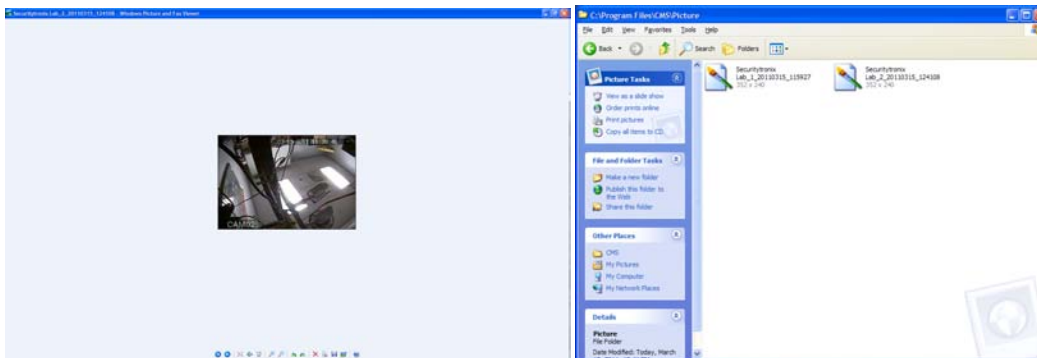 Securitytronix Lab_2_20110315_124108 - Windows Picture and Fax Viewer
C:\Program Files\CMS\Picture
File Edit View Favorites Tools Help
Back Search Folders
Picture Tasks
View as a slide show
Order prints online
Print pictures
Copy all items to CD
File and Folder Tasks
Make a new folder
Publish this folder to
the Web
Share this folder
Other Places
CMS
My Pictures
My Computer
My Network Places
Details
Picture
File Folder
Date Modified: Today, March
Securitytronix
Lab_1_20110315_115927
352 x 240
Securitytronix
Lab_2_20110315_124108
352 x 240